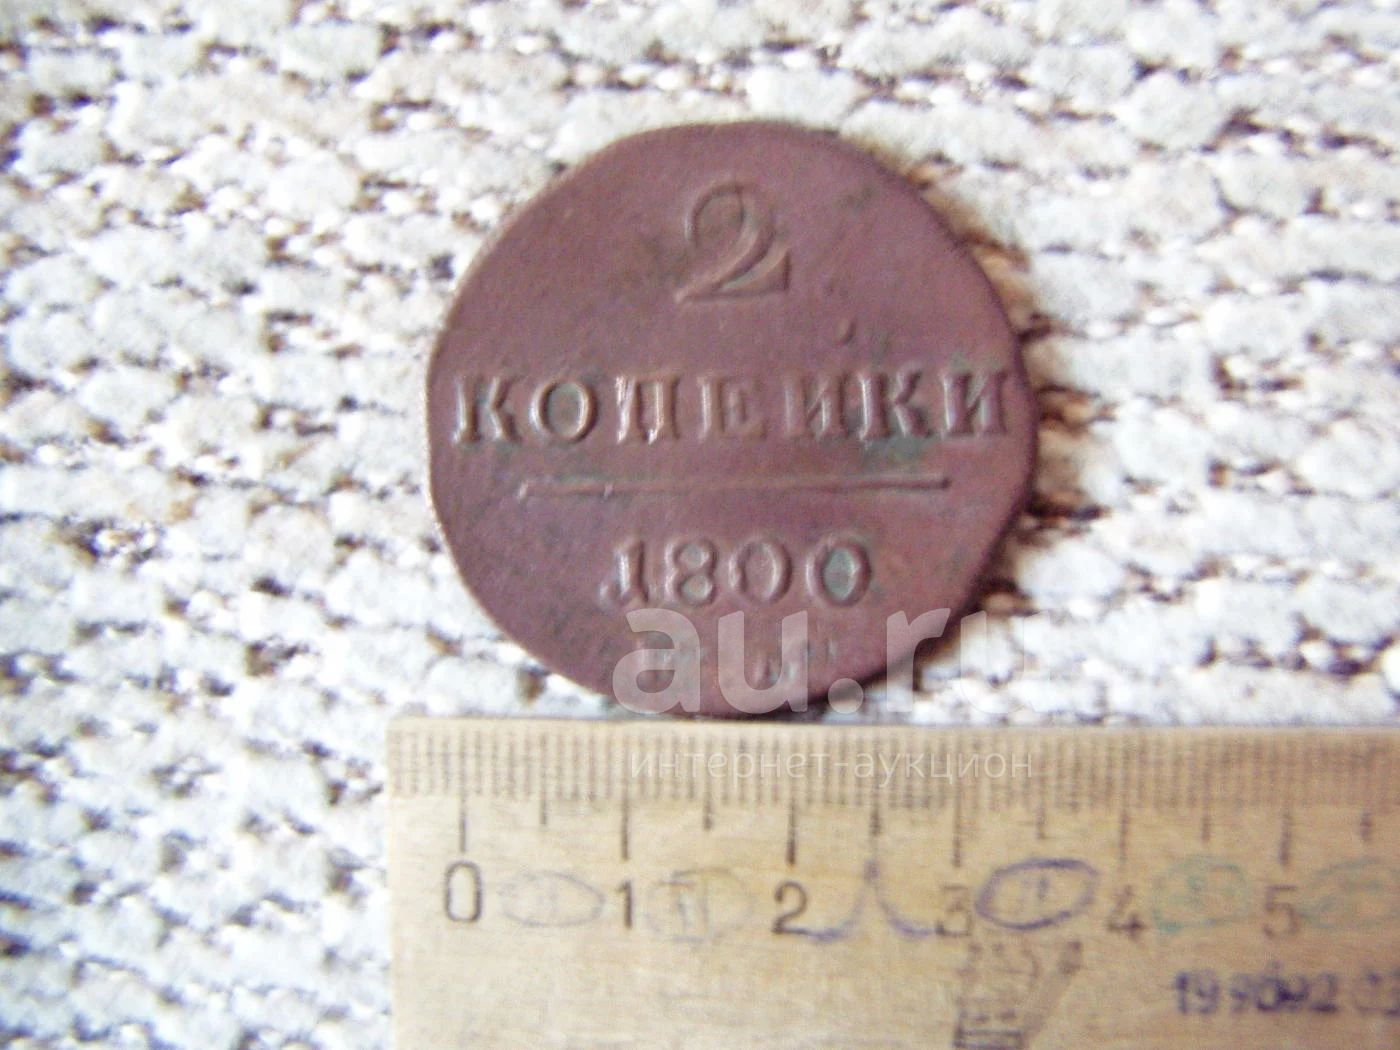 2
КОПЕЙКИ
1800
au.ru
интернет-аукцион
0 1 2 3 4 5